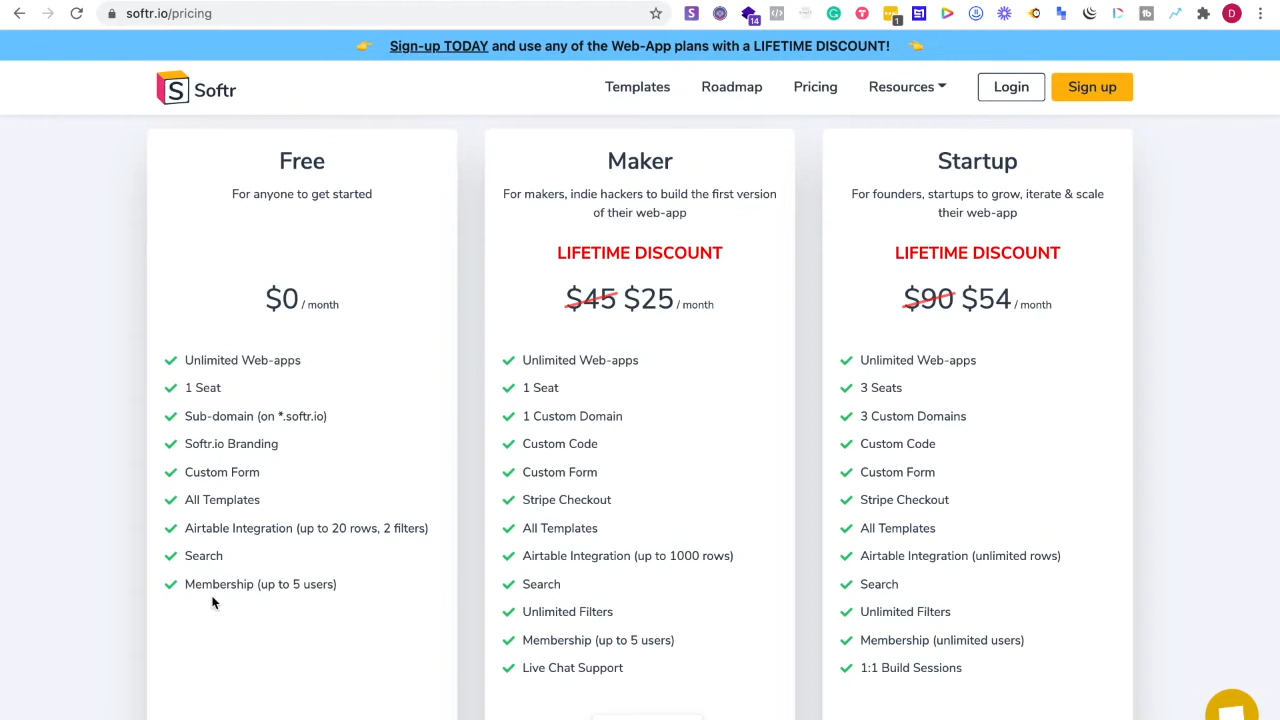 softr.io/pricing
14
1
D
👉 Sign-up TODAY and use any of the Web-App plans with a LIFETIME DISCOUNT! 👈
S Softr
Templates
Roadmap
Pricing
Resources
Login
Sign up
Free
For anyone to get started
$0 / month
Unlimited Web-apps
1 Seat
Sub-domain (on *.softr.io)
Softr.io Branding
Custom Form
All Templates
Airtable Integration (up to 20 rows, 2 filters)
Search
Membership (up to 5 users)
Maker
For makers, indie hackers to build the first version
of their web-app
LIFETIME DISCOUNT
$45 $25 / month
Unlimited Web-apps
1 Seat
1 Custom Domain
Custom Code
Custom Form
Stripe Checkout
All Templates
Airtable Integration (up to 1000 rows)
Search
Unlimited Filters
Membership (up to 5 users)
Live Chat Support
Startup
For founders, startups to grow, iterate & scale
their web-app
LIFETIME DISCOUNT
$90 $54 / month
Unlimited Web-apps
3 Seats
3 Custom Domains
Custom Code
Custom Form
Stripe Checkout
All Templates
Airtable Integration (unlimited rows)
Search
Unlimited Filters
Membership (unlimited users)
1:1 Build Sessions